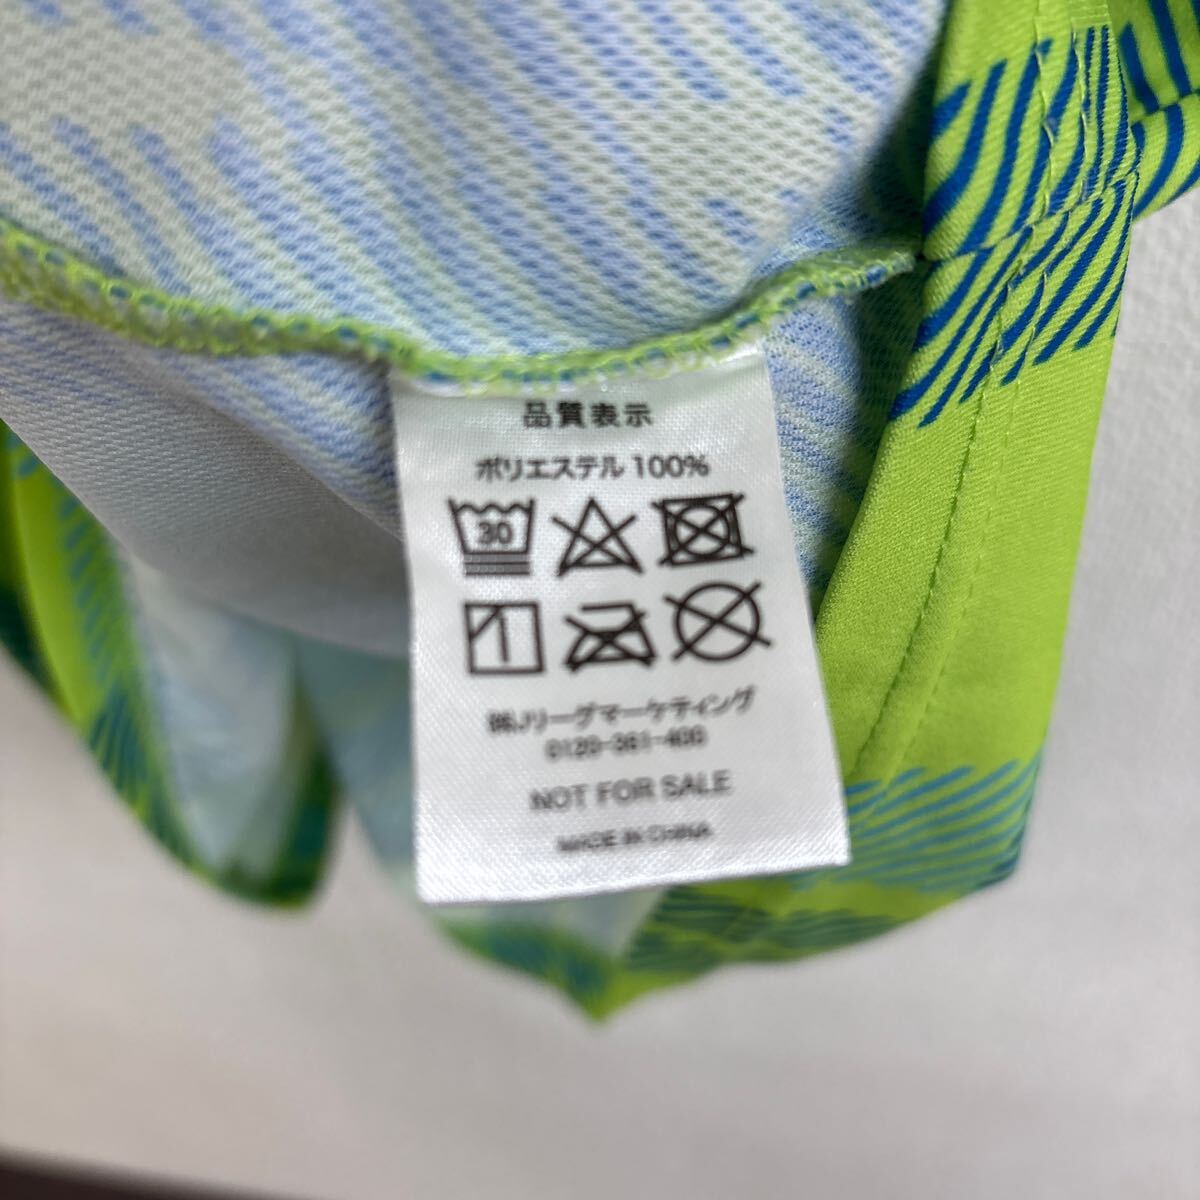 品質表示
ポリエステル 100%
30
㈱Jリーグマーケティング
0120-361-400
NOT FOR SALE
MADE IN CHINA